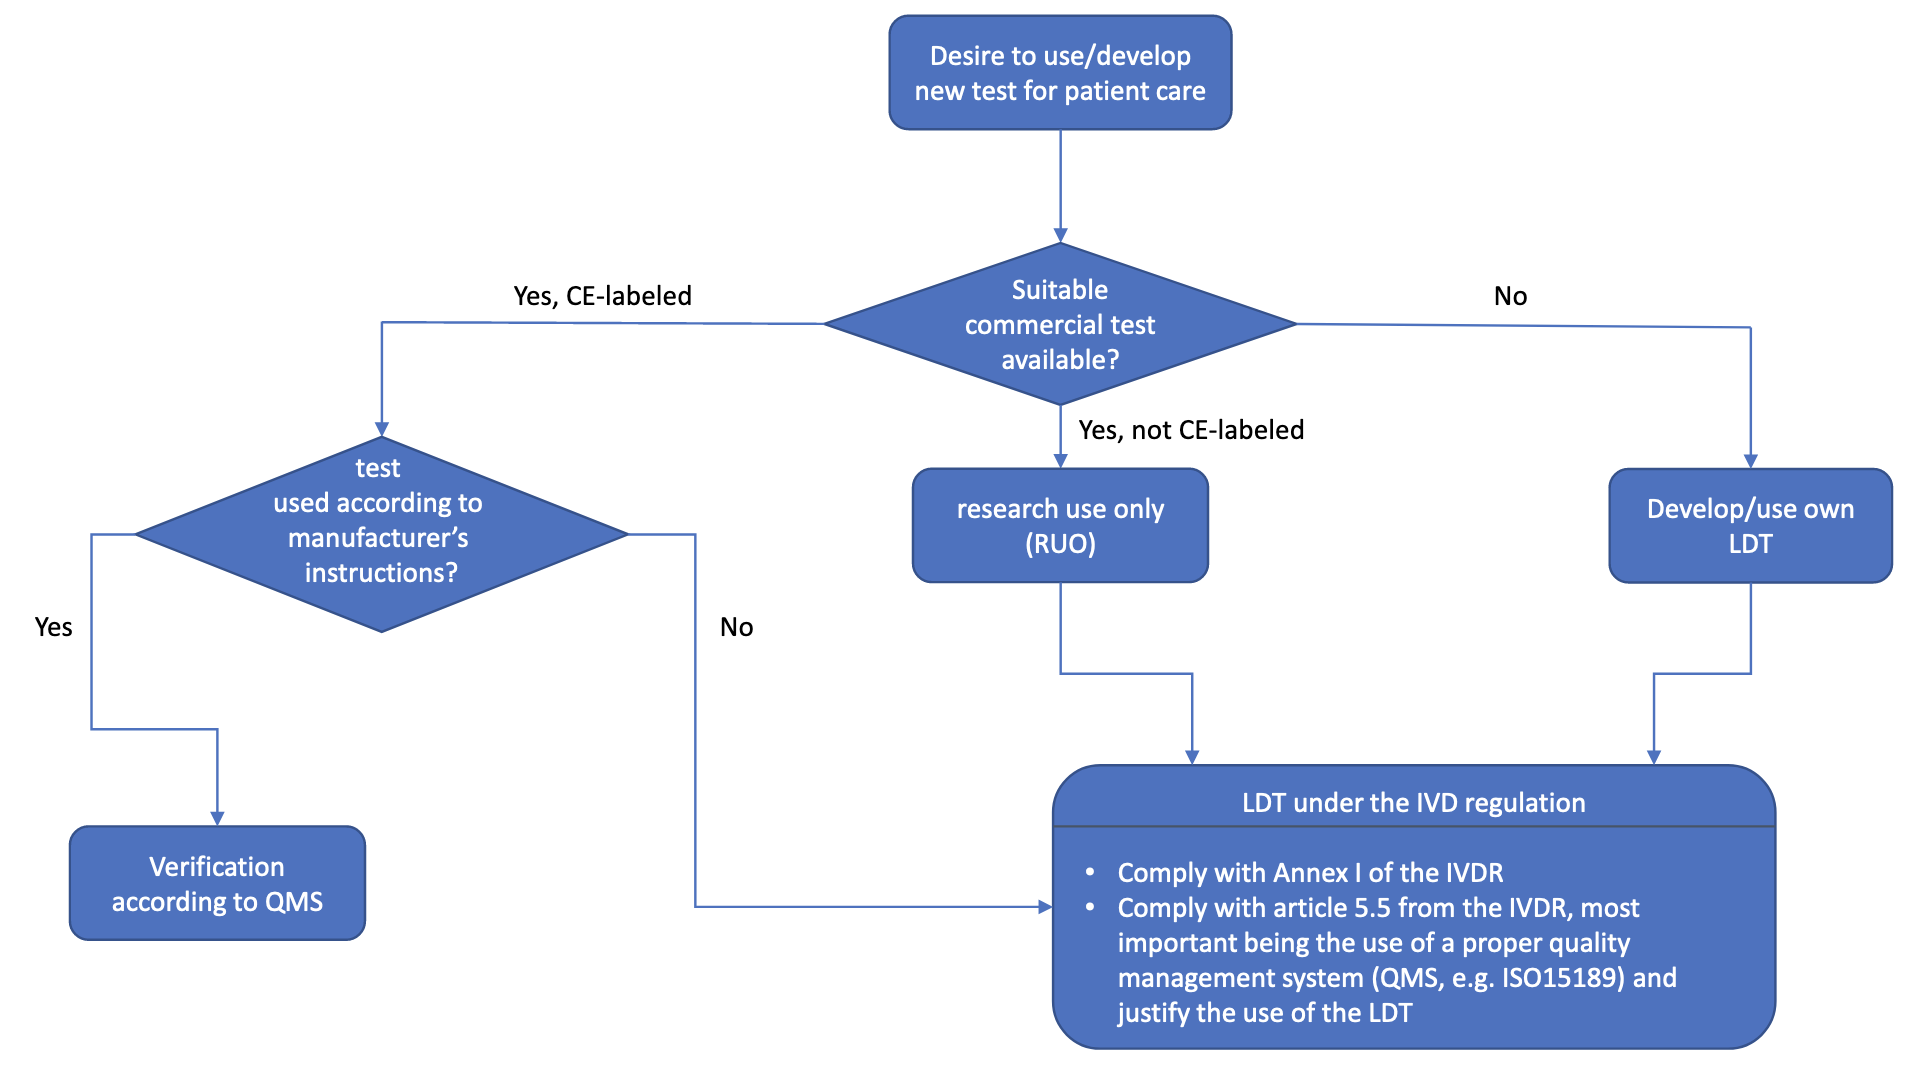 Desire to use/develop
new test for patient care
Yes, CE-labeled
Suitable
commercial test
available?
No
Yes, not CE-labeled
test
used according to
manufacturer’s
instructions?
research use only
(RUO)
Develop/use own
LDT
Yes
No
Verification
according to QMS
LDT under the IVD regulation
• Comply with Annex I of the IVDR
• Comply with article 5.5 from the IVDR, most
important being the use of a proper quality
management system (QMS, e.g. ISO15189) and
justify the use of the LDT